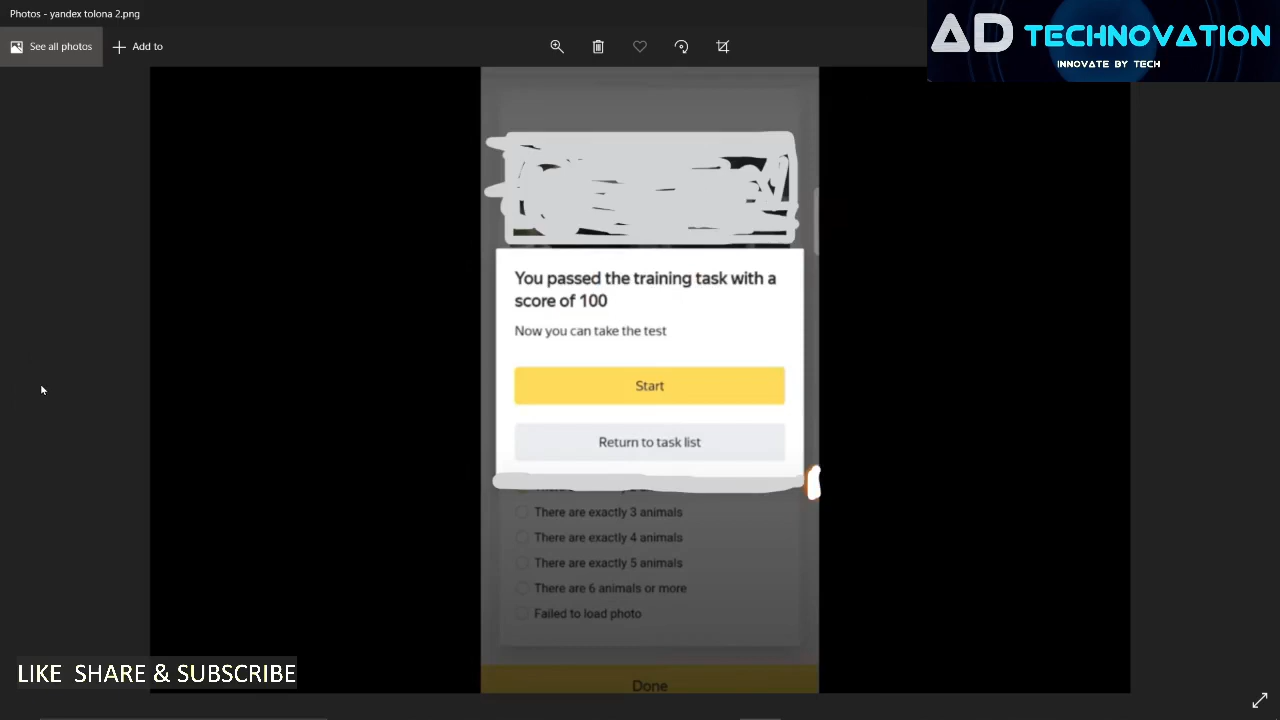 Photos - yandex tolona 2.png
See all photos
Add to
AD TECHNOVATION
INNOVATE BY TECH
You passed the training task with a
score of 100
Now you can take the test
Start
Return to task list
There are exactly 3 animals
There are exactly 4 animals
There are exactly 5 animals
There are 6 animals or more
Failed to load photo
Done
LIKE SHARE & SUBSCRIBE